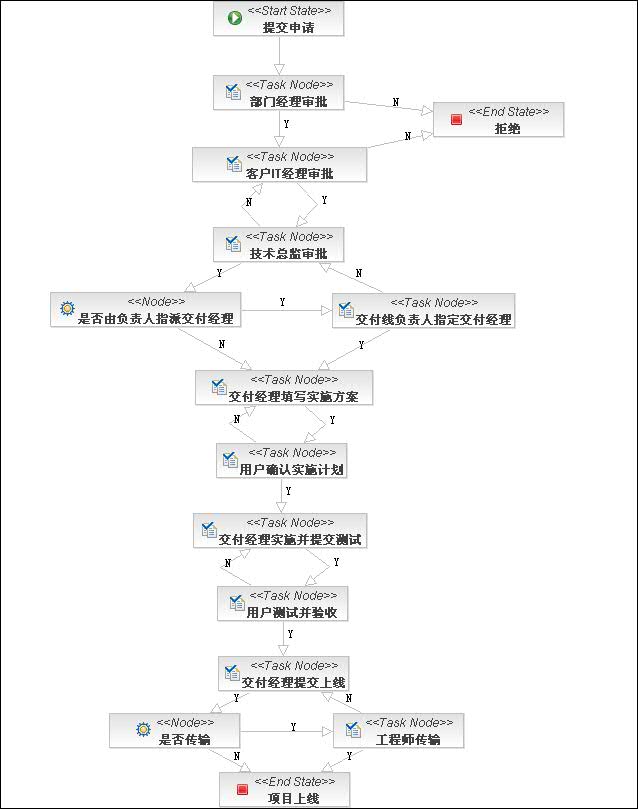 <<Start State>>
提交申请
<<Task Node>>
部门经理审批
N
<<End State>>
拒绝
Y
N
<<Task Node>>
客户IT经理审批
N
Y
<<Task Node>>
技术总监审批
Y
N
<<Node>>
是否由负责人指派交付经理
Y
<<Task Node>>
交付线负责人指定交付经理
N
Y
<<Task Node>>
交付经理填写实施方案
N
Y
<<Task Node>>
用户确认实施计划
Y
<<Task Node>>
交付经理实施并提交测试
N
Y
<<Task Node>>
用户测试并验收
Y
<<Task Node>>
交付经理提交上线
Y
N
<<Node>>
是否传输
Y
<<Task Node>>
工程师传输
N
Y
<<End State>>
项目上线